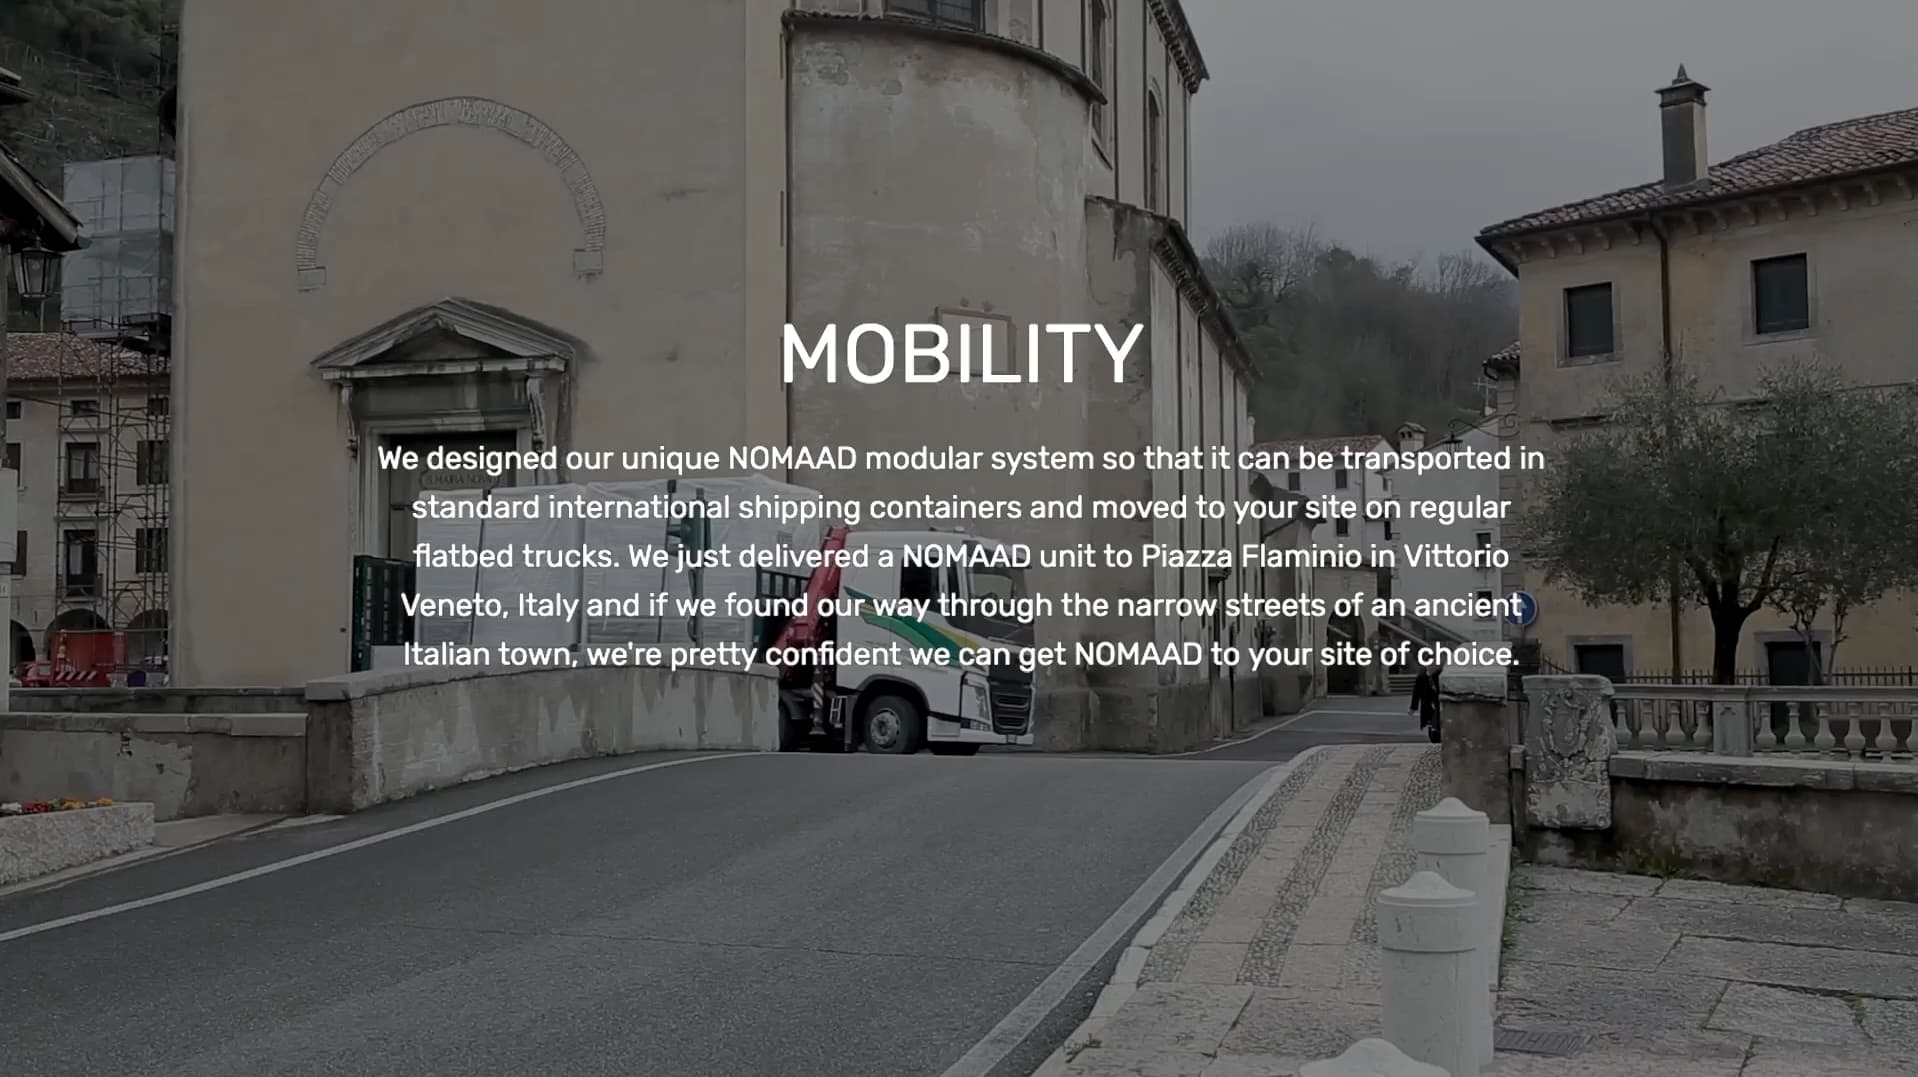 MOBILITY
We designed our unique NOMAAD modular system so that it can be transported in
standard international shipping containers and moved to your site on regular
flatbed trucks. We just delivered a NOMAAD unit to Piazza Flaminio in Vittorio
Veneto, Italy and if we found our way through the narrow streets of an ancient
Italian town, we're pretty confident we can get NOMAAD to your site of choice.